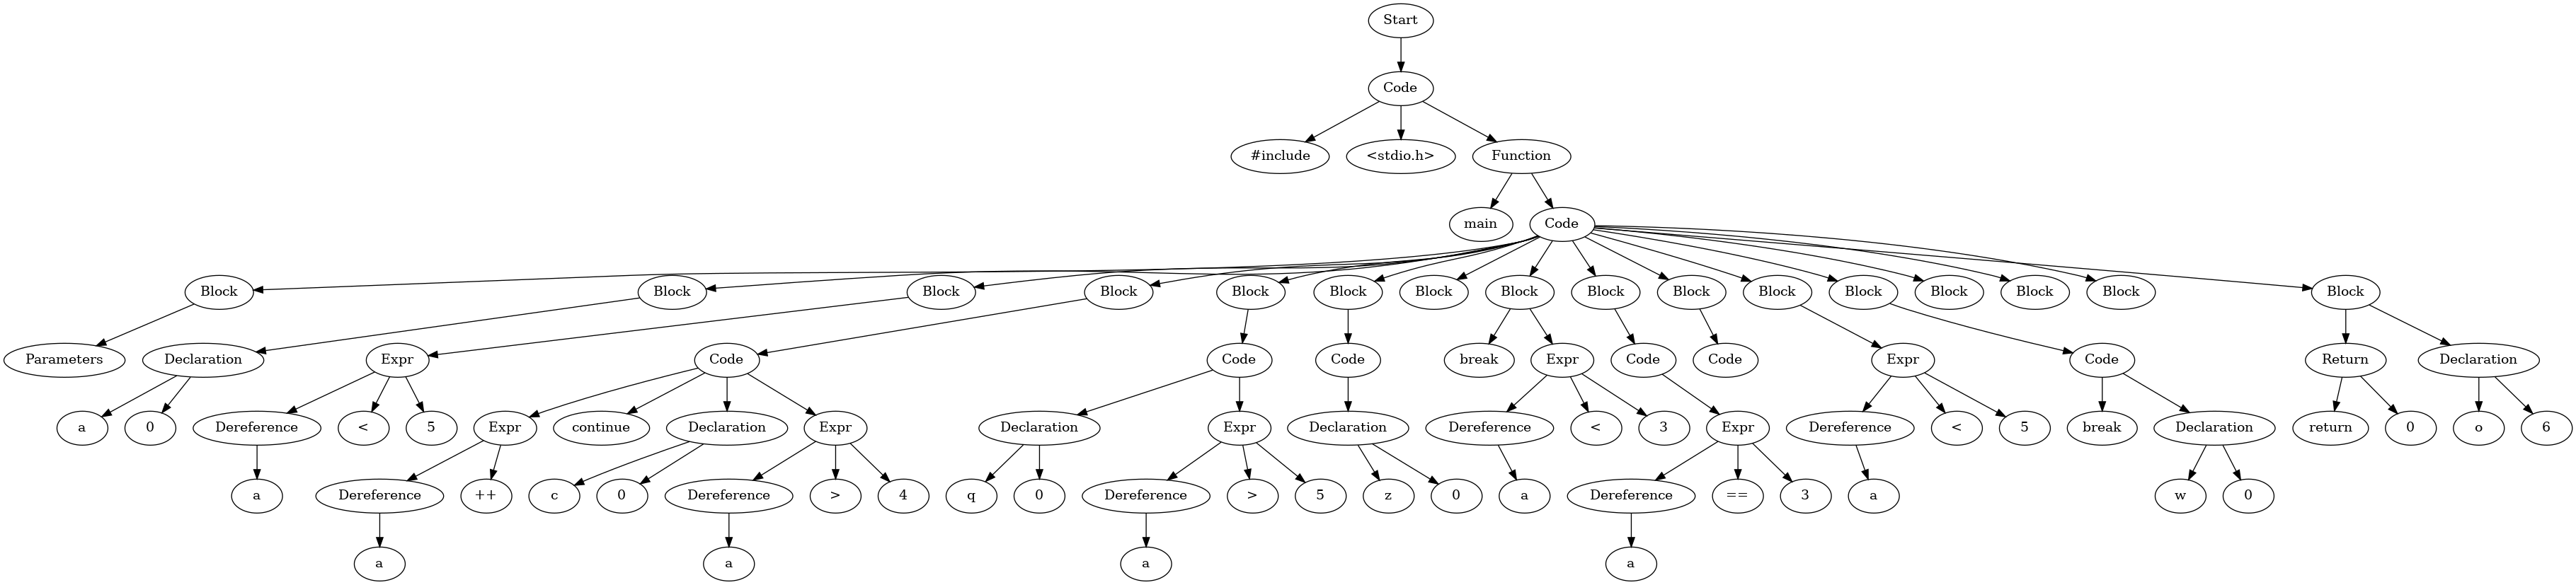 Start
Code
#include <stdio.h> Function
main Code
Block Block Block Block Block Block Block Block Block Block Block Block Block Block Block Block
Parameters Declaration Expr Code Code Code break Expr Code Code Expr Code Return Declaration
a 0 Dereference < 5 Expr continue Declaration Expr Declaration Expr Declaration Dereference < 3 Expr Dereference < 5 break Declaration return 0 o 6
a Dereference ++ c 0 Dereference > 4 q 0 Dereference > 5 z 0 a Dereference == 3 a w 0
a a a a